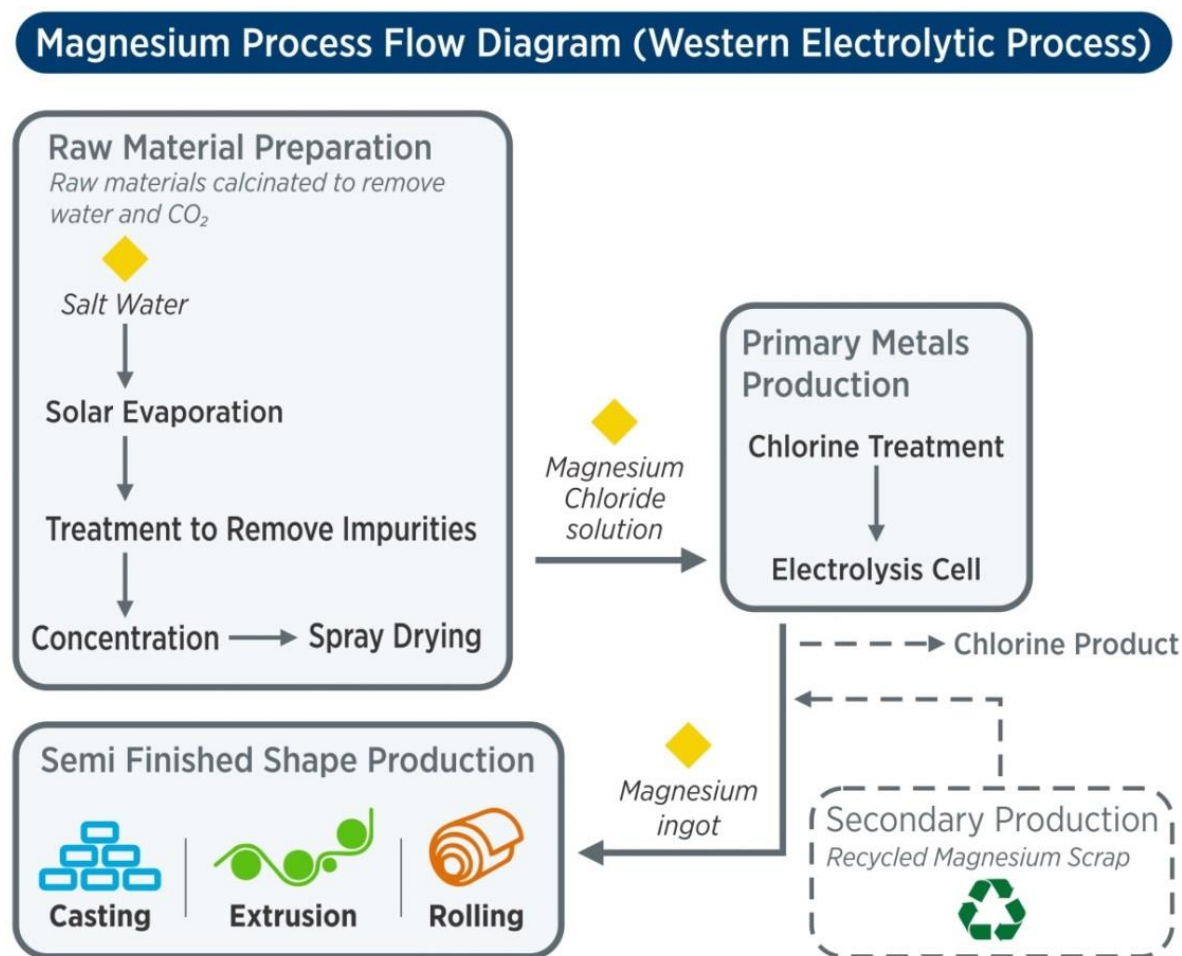 Magnesium Process Flow Diagram (Western Electrolytic Process)
Raw Material Preparation
Raw materials calcinated to remove
water and CO₂
Salt Water
Solar Evaporation
Treatment to Remove Impurities
Concentration
Spray Drying
Magnesium
Chloride
solution
Primary Metals
Production
Chlorine Treatment
Electrolysis Cell
Chlorine Product
Secondary Production
Recycled Magnesium Scrap
Magnesium
ingot
Semi Finished Shape Production
Casting
Extrusion
Rolling